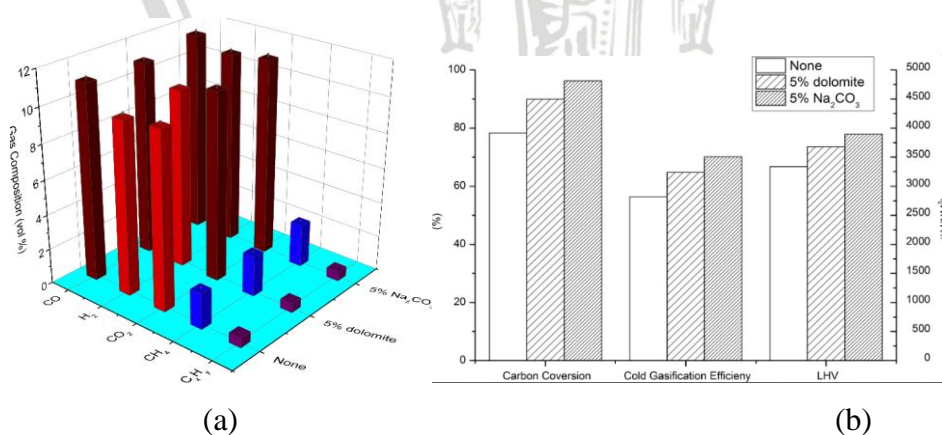 12
10
8
6
4
2
0
Gas Composition (vol %)
CO
H2
CO2
CH4
C2H
None
5% dolomite
5% Na2CO
(a)
None
5% dolomite
5% Na2CO3
100
80
60
40
20
0
(%)
5000
4500
4000
3500
3000
2500
2000
1500
1000
500
0
Carbon Coversion
Cold Gasification Efficieny
LHV
(b)